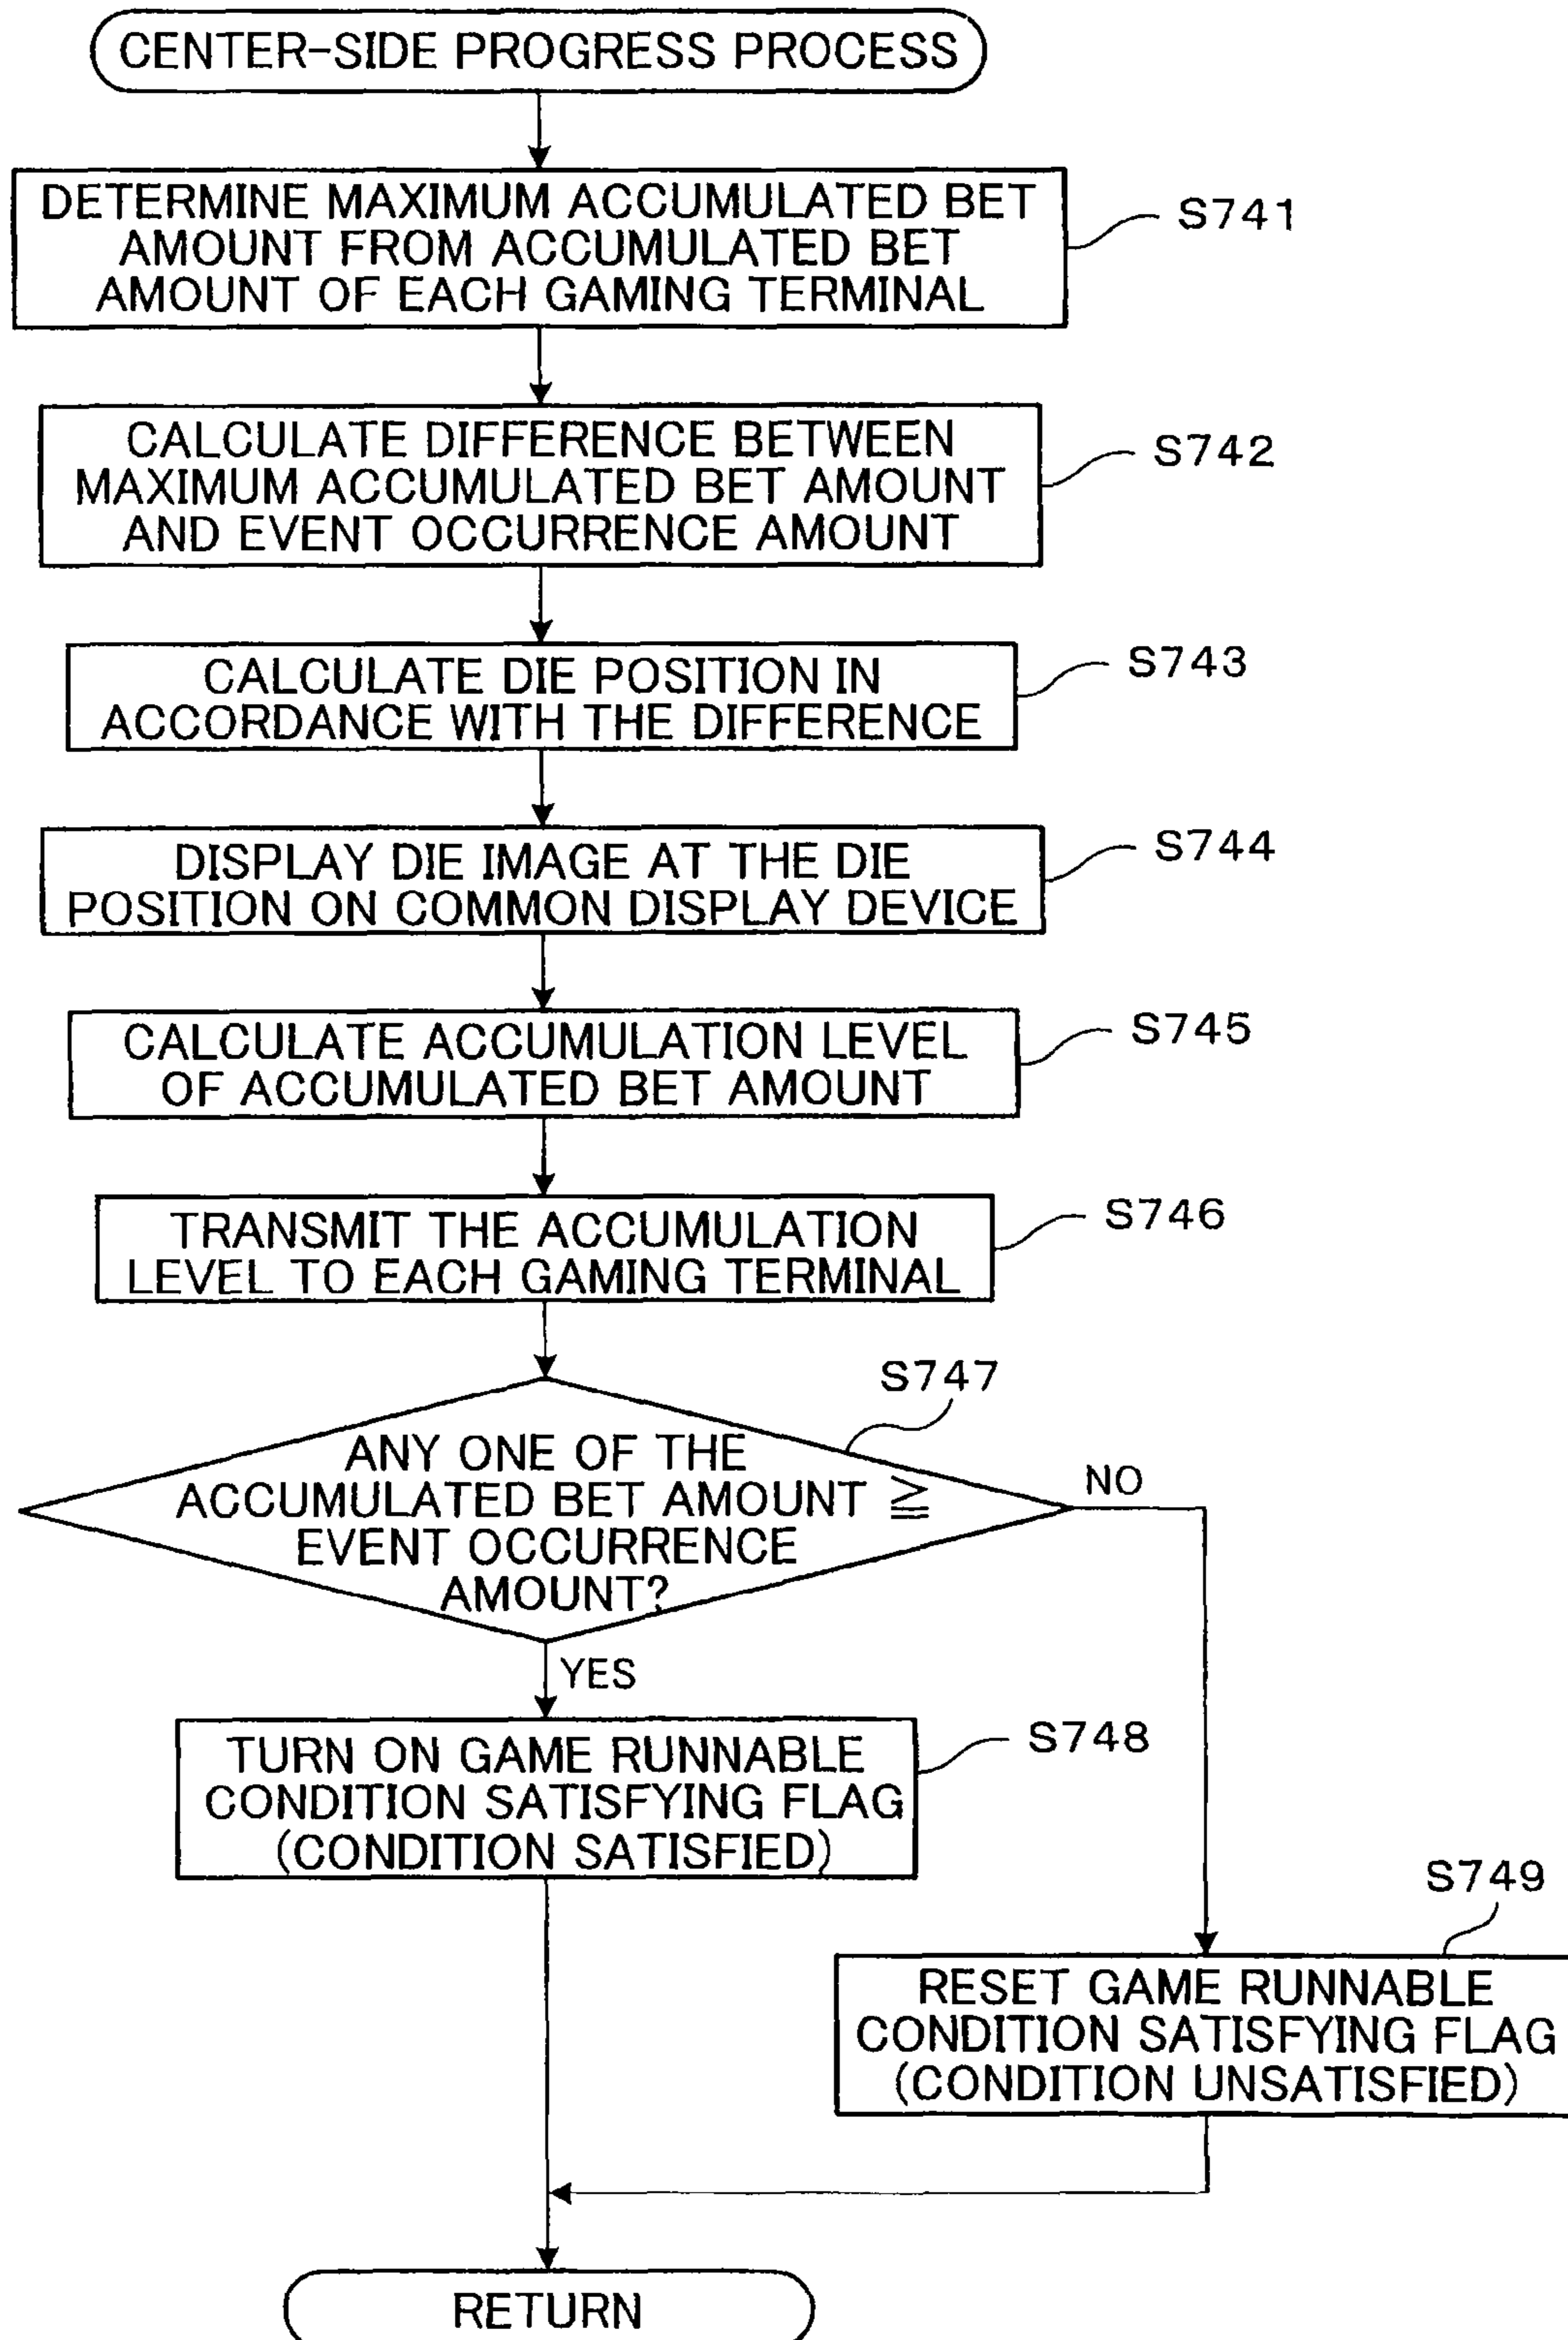 CENTER-SIDE PROGRESS PROCESS
DETERMINE MAXIMUM ACCUMULATED BET
AMOUNT FROM ACCUMULATED BET
AMOUNT OF EACH GAMING TERMINAL
S741
CALCULATE DIFFERENCE BETWEEN
MAXIMUM ACCUMULATED BET AMOUNT
AND EVENT OCCURRENCE AMOUNT
S742
CALCULATE DIE POSITION IN
ACCORDANCE WITH THE DIFFERENCE
S743
DISPLAY DIE IMAGE AT THE DIE
POSITION ON COMMON DISPLAY DEVICE
S744
CALCULATE ACCUMULATION LEVEL
OF ACCUMULATED BET AMOUNT
S745
TRANSMIT THE ACCUMULATION
LEVEL TO EACH GAMING TERMINAL
S746
S747
ANY ONE OF THE
ACCUMULATED BET AMOUNT ≧
EVENT OCCURRENCE
AMOUNT?
NO
YES
TURN ON GAME RUNNABLE
CONDITION SATISFYING FLAG
(CONDITION SATISFIED)
S748
S749
RESET GAME RUNNABLE
CONDITION SATISFYING FLAG
(CONDITION UNSATISFIED)
RETURN